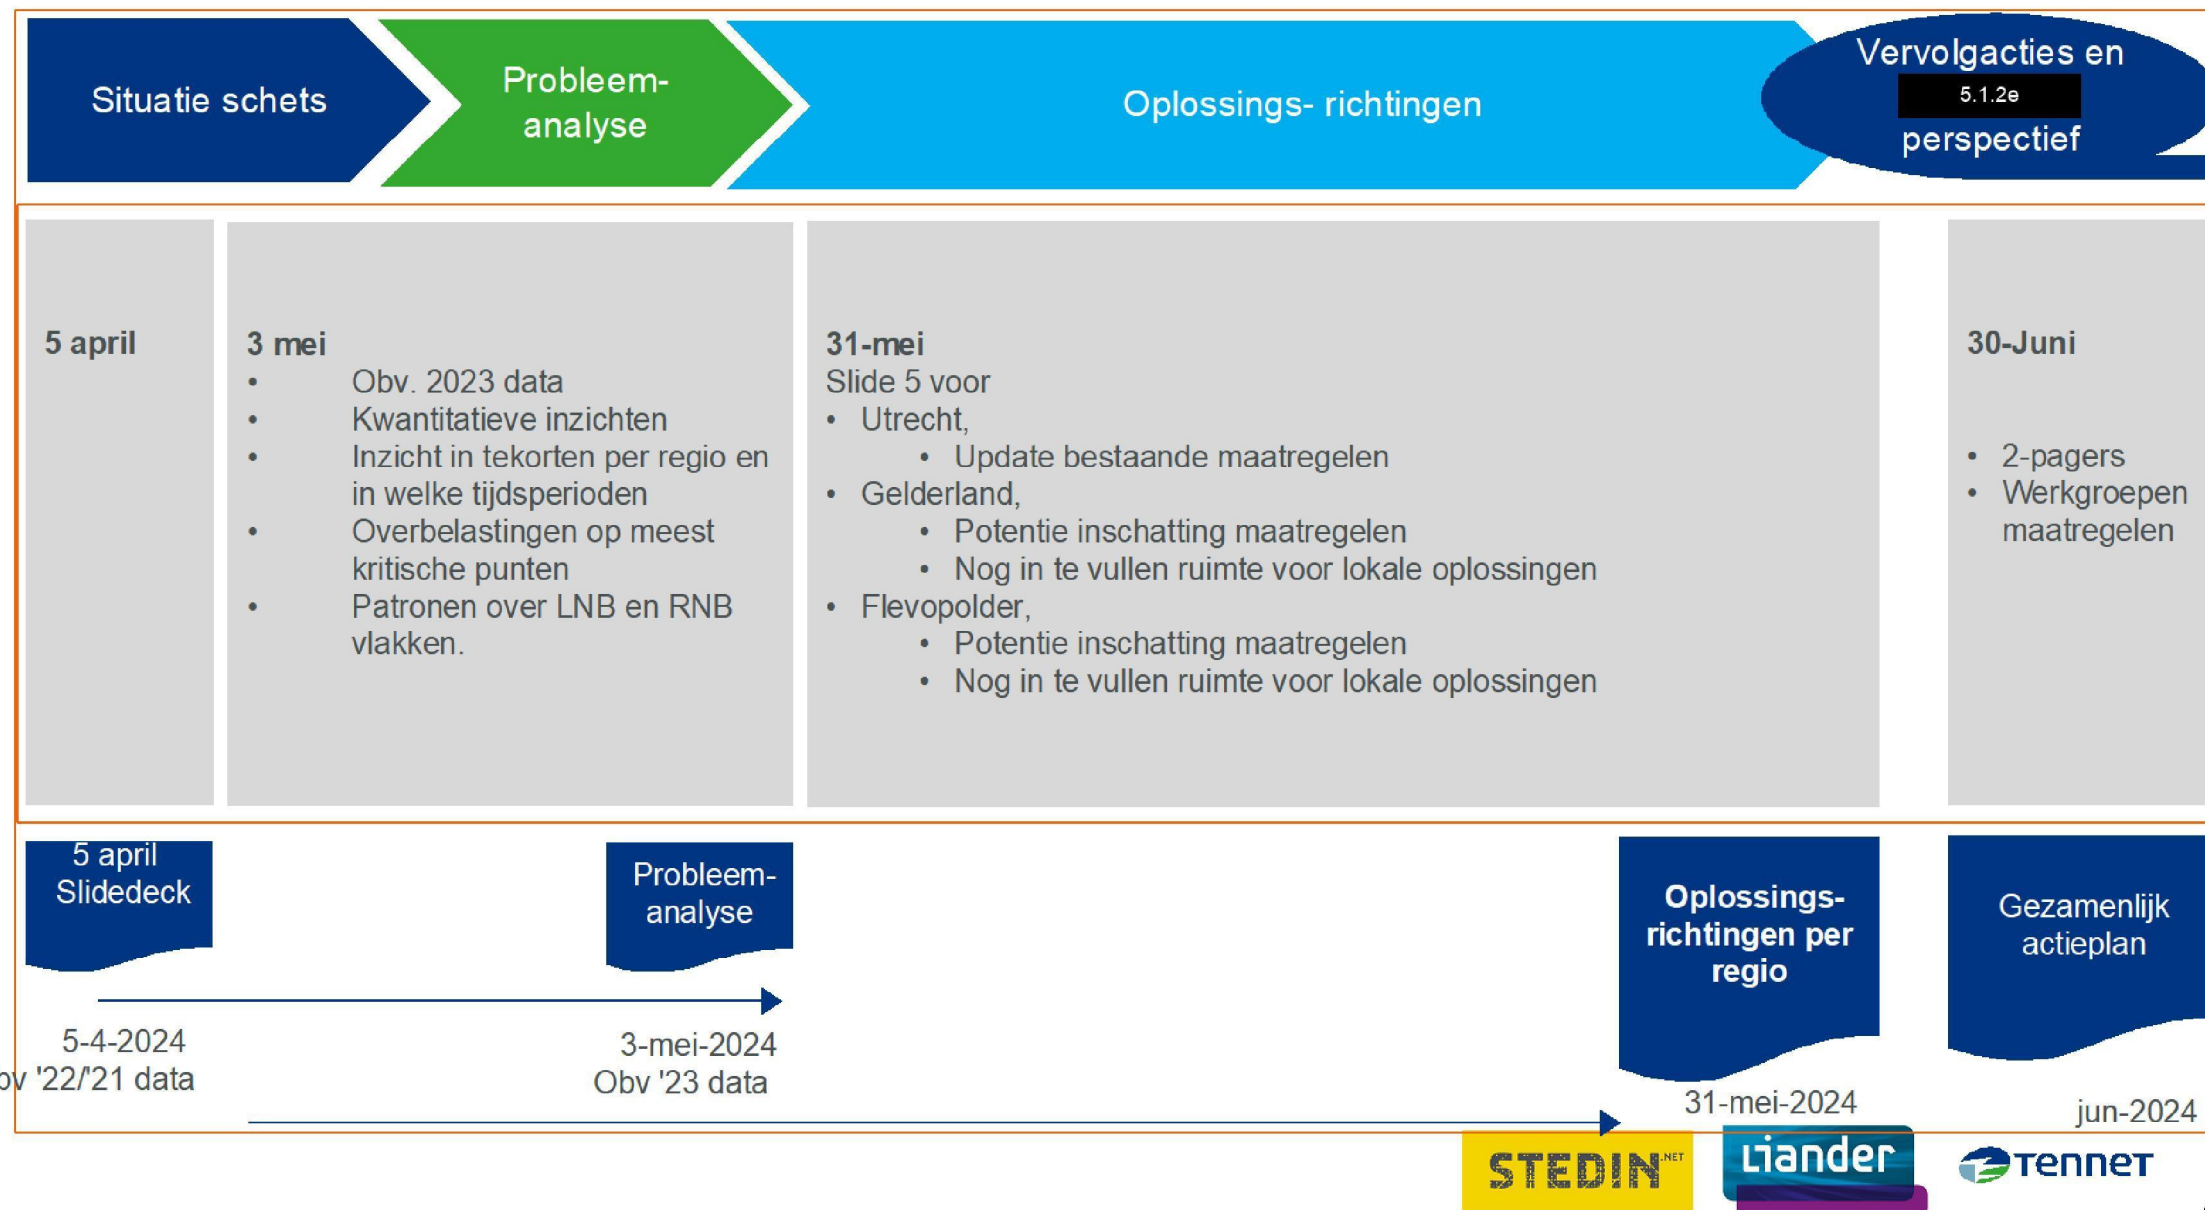 Situatie schets
Probleem-
analyse
Oplossings- richtingen
Vervolgacties en
5.1.2e
perspectief
5 april
3 mei
• Obv. 2023 data
• Kwantitatieve inzichten
• Inzicht in tekorten per regio en
in welke tijdsperioden
• Overbelastingen op meest
kritische punten
• Patronen over LNB en RNB
vlakken.
31-mei
Slide 5 voor
• Utrecht,
• Update bestaande maatregelen
• Gelderland,
• Potentie inschatting maatregelen
• Nog in te vullen ruimte voor lokale oplossingen
• Flevopolder,
• Potentie inschatting maatregelen
• Nog in te vullen ruimte voor lokale oplossingen
30-Juni
• 2-pagers
• Werkgroepen
maatregelen
5 april
Slidedeck
Probleem-
analyse
Oplossings-
richtingen per
regio
Gezamenlijk
actieplan
5-4-2024
'22/'21 data
3-mei-2024
Obv '23 data
31-mei-2024
jun-2024
STEDIN.NET
Liander
TenneT